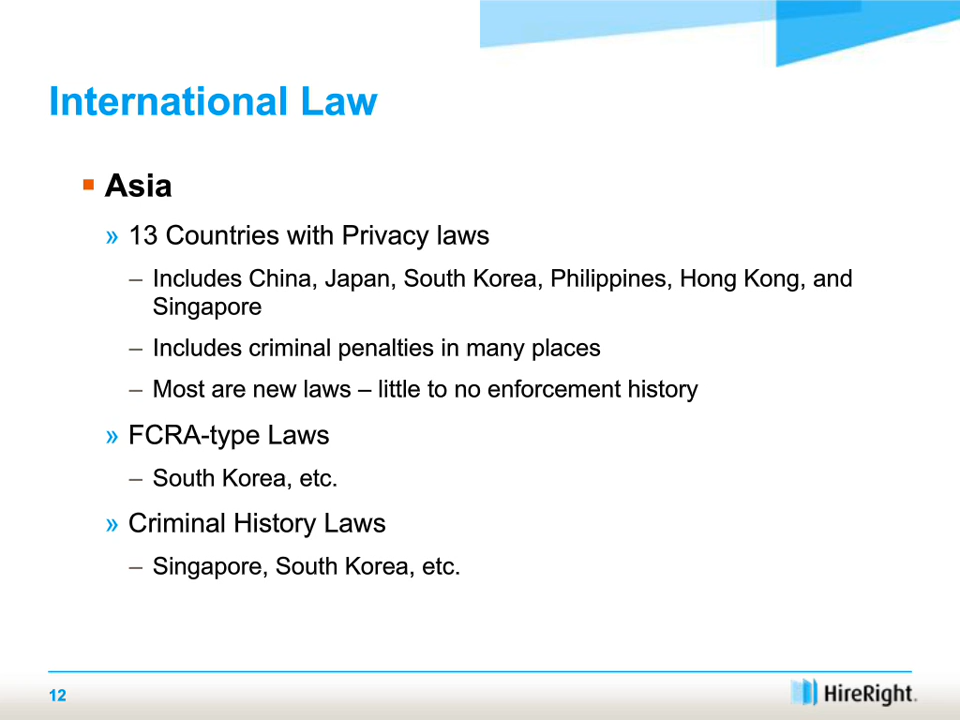 International Law
▪ Asia
» 13 Countries with Privacy laws
– Includes China, Japan, South Korea, Philippines, Hong Kong, and
Singapore
– Includes criminal penalties in many places
– Most are new laws – little to no enforcement history
» FCRA-type Laws
– South Korea, etc.
» Criminal History Laws
– Singapore, South Korea, etc.
12
HireRight.